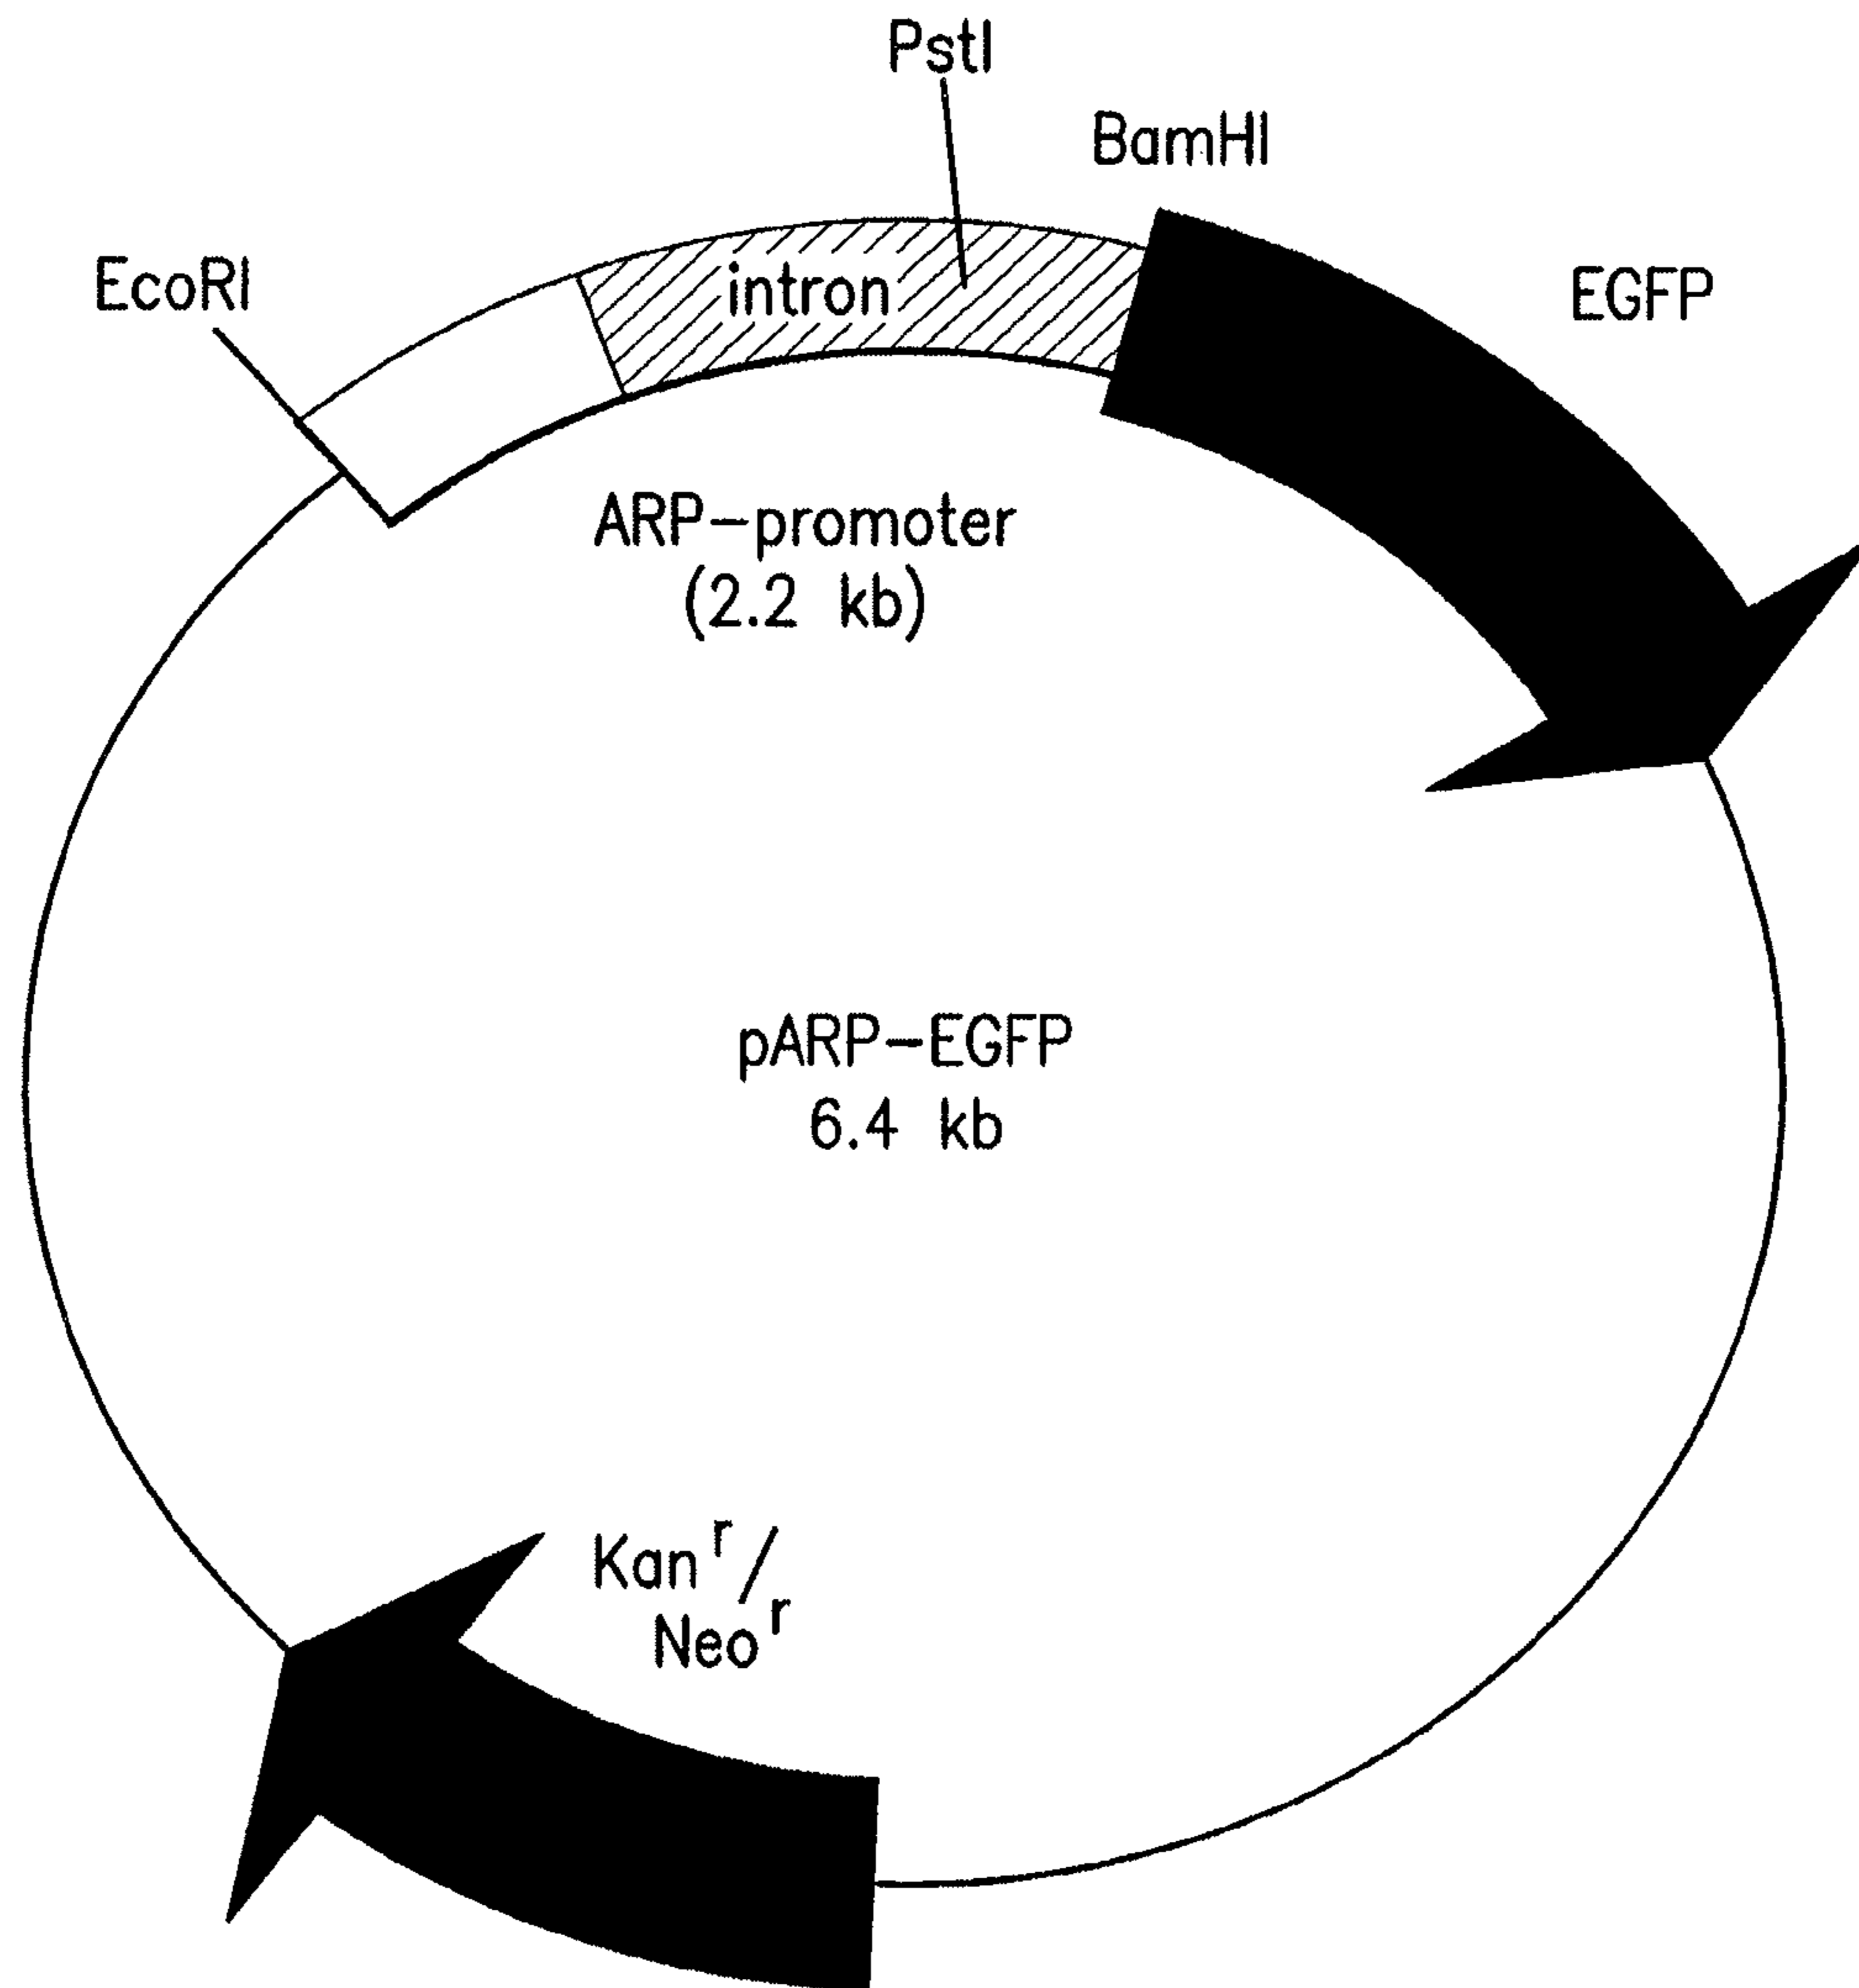 PstI
BamHI
EcoRI
intron
EGFP
ARP-promoter
(2.2 kb)
pARP-EGFP
6.4 kb
Kan r/
Neo r